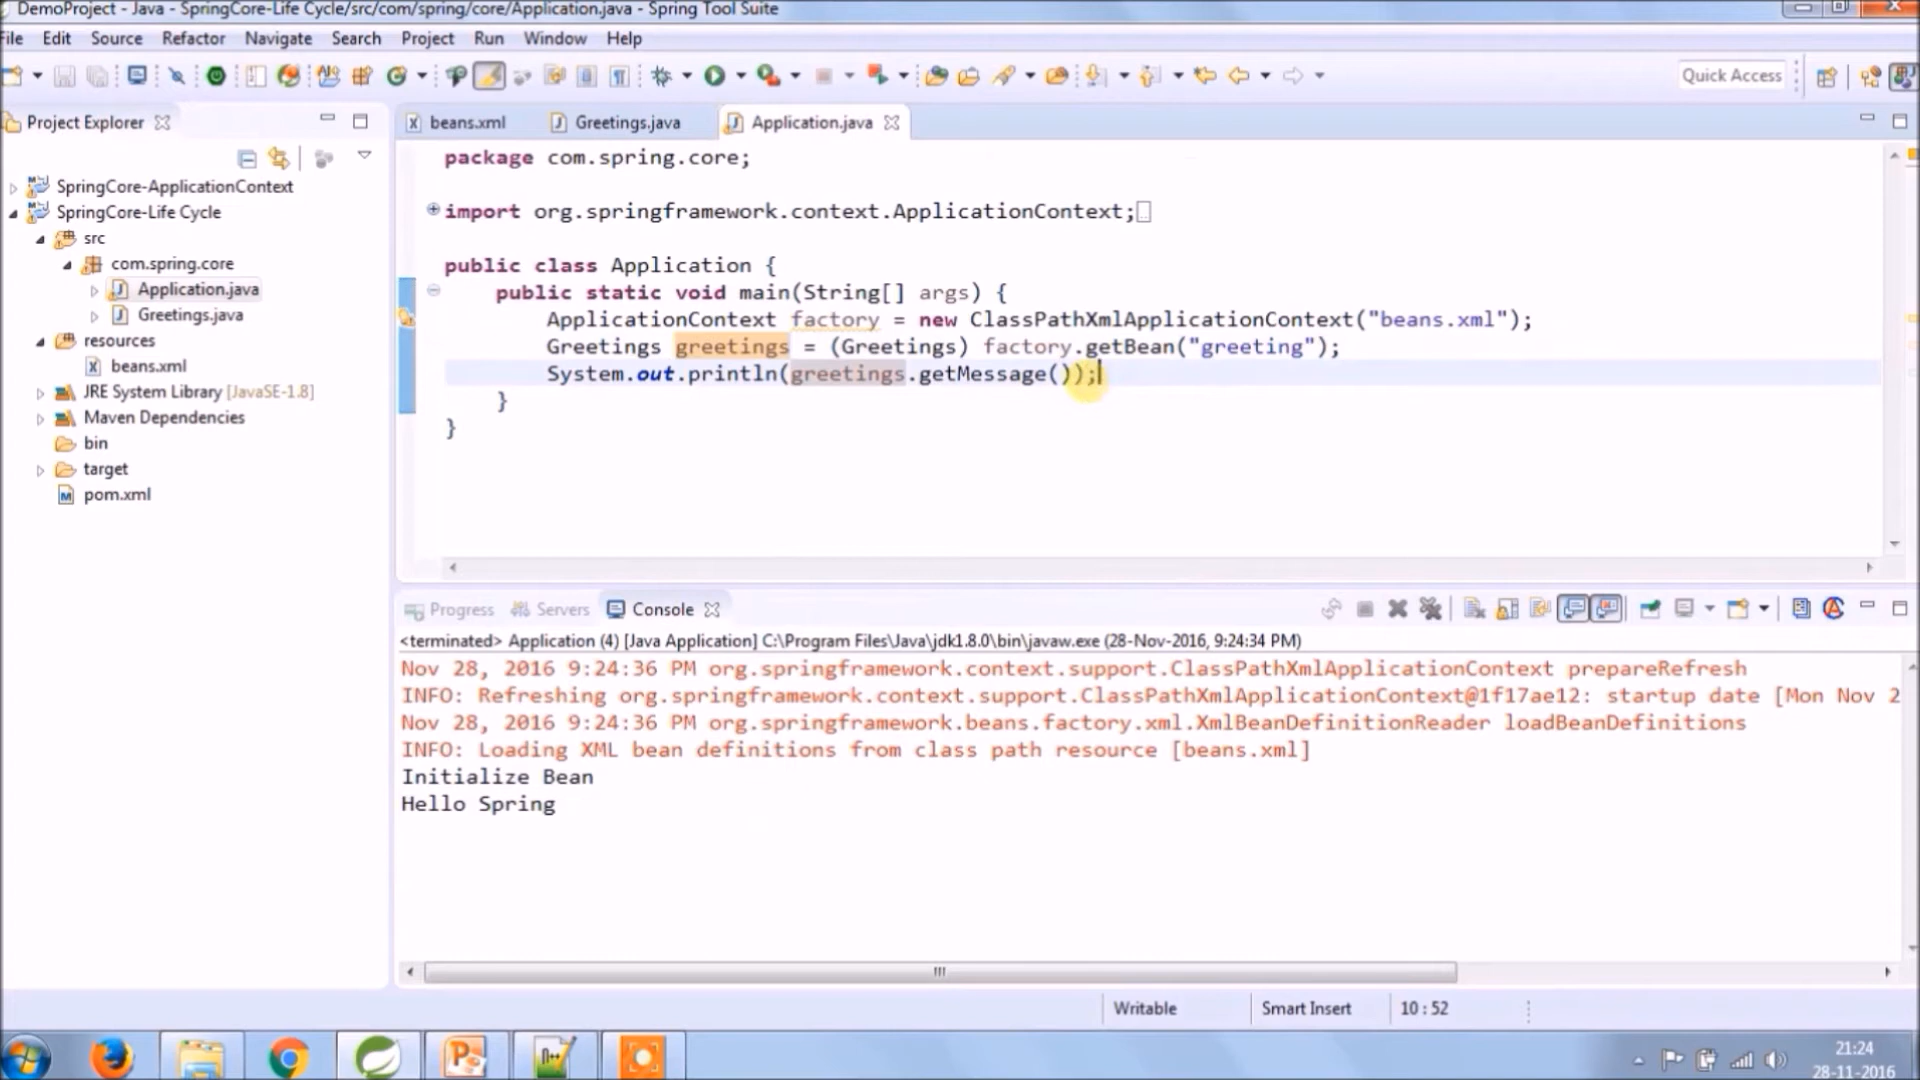 DemoProject - Java - SpringCore-Life Cycle/src/com/spring/core/Application.java - Spring Tool Suite
File Edit Source Refactor Navigate Search Project Run Window Help
Quick Access
Project Explorer
SpringCore-ApplicationContext
SpringCore-Life Cycle
src
com.spring.core
Application.java
Greetings.java
resources
beans.xml
JRE System Library [JavaSE-1.8]
Maven Dependencies
bin
target
pom.xml
beans.xml Greetings.java Application.java
package com.spring.core;
import org.springframework.context.ApplicationContext;
public class Application {
public static void main(String[] args) {
ApplicationContext factory = new ClassPathXmlApplicationContext("beans.xml");
Greetings greetings = (Greetings) factory.getBean("greeting");
System.out.println(greetings.getMessage());
}
}
Progress Servers Console
<terminated> Application (4) [Java Application] C:\Program Files\Java\jdk1.8.0\bin\javaw.exe (28-Nov-2016, 9:24:34 PM)
Nov 28, 2016 9:24:36 PM org.springframework.context.support.ClassPathXmlApplicationContext prepareRefresh
INFO: Refreshing org.springframework.context.support.ClassPathXmlApplicationContext@1f17ae12: startup date [Mon Nov 2
Nov 28, 2016 9:24:36 PM org.springframework.beans.factory.xml.XmlBeanDefinitionReader loadBeanDefinitions
INFO: Loading XML bean definitions from class path resource [beans.xml]
Initialize Bean
Hello Spring
Writable Smart Insert 10 : 52
21:24
28-11-2016